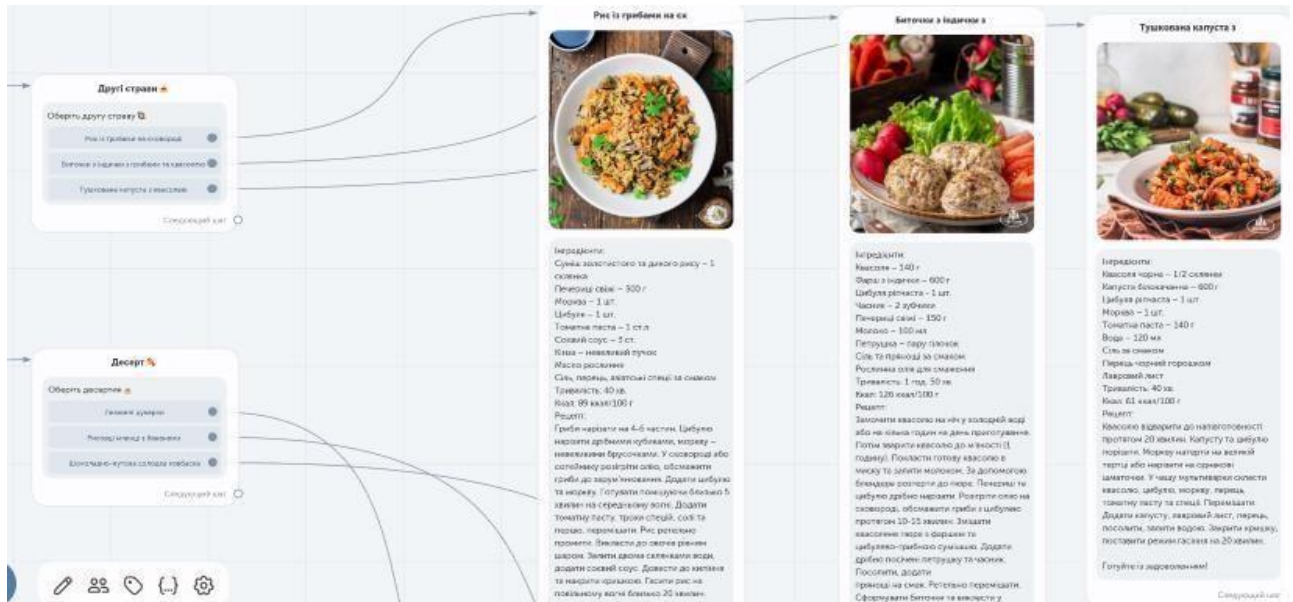 Другі страви
Оберіть другу страву
Рис із грибами на сковороді
Биточки з індички з грибами та квасолею
Тушкована капуста з квасолею
Следующий шаг
Десерт
Оберіть десертик
Шоколадно-нутова солодка ковбаска
Следующий шаг
Рис із грибами на ск
Інгредієнти:
Суміш золотистого та дикого рису – 1
склянка
Печериці свіжі – 300 г
Морква – 1 шт.
Цибуля – 1 шт.
Томатна паста – 1 ст.л
Соєвий соус – 3 ст.
Кінза – невеликий пучок
Масло рослинне
Сіль, перець, азіатські спеції за смаком
Тривалість: 40 хв.
Ккал: 89 ккал/100 г
Рецепт:
Гриби нарізати на 4-6 частин. Цибулю
нарізати дрібними кубиками, моркву –
невеликими брусочками. У сковороді або
сотейнику розігріти олію, обсмажити
гриби до зарум'янювання. Додати цибулю
та моркву. Готувати помішуючи близько 5
хвилин на середньому вогні. Додати
томатну пасту, трохи спецій, солі та
перцю, перемішати. Рис ретельно
промити. Викласти до овочів рівним
шаром. Залити двома склянками води,
додати соєвий соус. Довести до кипіння
та накрити кришкою. Гасити рис на
повільному вогні близько 20 хвилин
Биточки з індички з
Інгредієнти:
Квасоля – 140 г
Фарш з індички – 600 г
Цибуля ріпчаста - 1 шт.
Часник – 2 зубчики
Печериці свіжі – 150 г
Молоко – 100 мл
Петрушка – пару гілочок
Сіль та прянощі за смаком
Рослинна олія для смаження
Тривалість: 1 год. 50 хв.
Ккал: 126 ккал/100 г
Рецепт:
Замочити квасолю на ніч у холодній воді
або на кілька годин на день приготування.
Потім зварити квасолю до м'якості (1
годину). Покласти готову квасолю в
миску та залити молоком. За допомогою
блендера розтерти до пюре. Печериці та
цибулю дрібно нарізати. Розігріти олію на
сковороді, обсмажити гриби з цибулею
протягом 10-15 хвилин. Змішати
квасолеве пюре з фаршем та
цибулево-грибною сумішшю. Додати
дрібно посічені петрушку та часник.
Посолити, додати
прянощі на смак. Ретельно перемішати.
Сформувати биточки та викласти у
Тушкована капуста з
Інгредієнти:
Квасоля чорна – 1/2 склянки
Капуста білокачанна – 600 г
Цибуля ріпчаста – 1 шт.
Морква – 1 шт.
Томатна паста – 140 г
Вода – 120 мл
Сіль за смаком
Перець чорний горошком
Лавровий лист
Тривалість: 40 хв.
Ккал: 61 ккал/100 г
Рецепт:
Квасолю відварити до напівготовності
протягом 20 хвилин. Капусту та цибулю
порізати. Моркву натерти на великій
тертці або нарізати на однакові
шматочки. У чашу мультиварки скласти
квасолю, цибулю, моркву, перець,
томатну пасту та спеції. Перемішати.
Додати капусту, лавровий лист, перець,
посолити, залити водою. Закрити кришку,
поставити режим гасіння на 20 хвилин.
Готуйте із задоволенням!
Следующий шаг